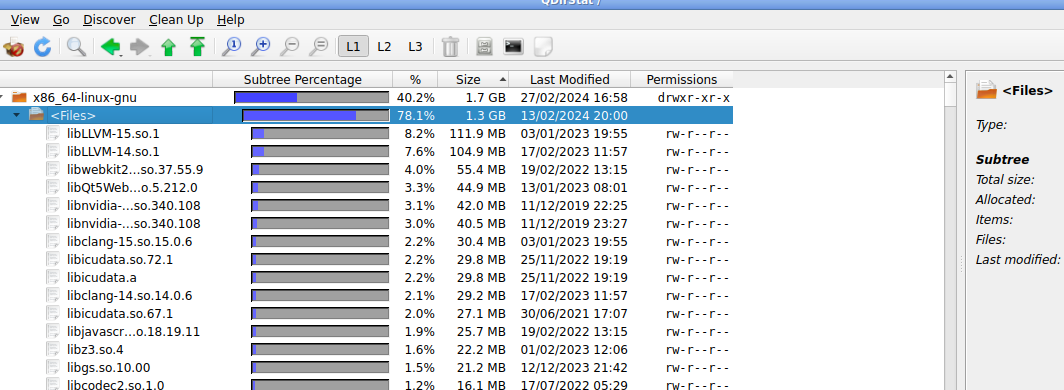 QDirStat /
View Go Discover Clean Up Help
L1 L2 L3
Subtree Percentage % Size Last Modified Permissions
x86_64-linux-gnu 40.2% 1.7 GB 27/02/2024 16:58 drwxr-xr-x
<Files> 78.1% 1.3 GB 13/02/2024 20:00
libLLVM-15.so.1 8.2% 111.9 MB 03/01/2023 19:55 rw-r--r--
libLLVM-14.so.1 7.6% 104.9 MB 17/02/2023 11:57 rw-r--r--
libwebkit2...so.37.55.9 4.0% 55.4 MB 19/02/2022 13:15 rw-r--r--
libQt5Web...o.5.212.0 3.3% 44.9 MB 13/01/2023 08:01 rw-r--r--
libnvidia-...so.340.108 3.1% 42.0 MB 11/12/2019 22:25 rw-r--r--
libnvidia-...so.340.108 3.0% 40.5 MB 11/12/2019 23:27 rw-r--r--
libclang-15.so.15.0.6 2.2% 30.4 MB 03/01/2023 19:55 rw-r--r--
libicudata.so.72.1 2.2% 29.8 MB 25/11/2022 19:19 rw-r--r--
libicudata.a 2.2% 29.8 MB 25/11/2022 19:19 rw-r--r--
libclang-14.so.14.0.6 2.1% 29.2 MB 17/02/2023 11:57 rw-r--r--
libicudata.so.67.1 2.0% 27.1 MB 30/06/2021 17:07 rw-r--r--
libjavascr...o.18.19.11 1.9% 25.7 MB 19/02/2022 13:15 rw-r--r--
libz3.so.4 1.6% 22.2 MB 01/02/2023 12:06 rw-r--r--
libgs.so.10.00 1.5% 21.2 MB 12/12/2023 21:42 rw-r--r--
libcodec2.so.1.0 1.2% 16.1 MB 17/07/2022 05:29 rw-r--r--
<Files>
Type:
Subtree
Total size:
Allocated:
Items:
Files:
Last modified: